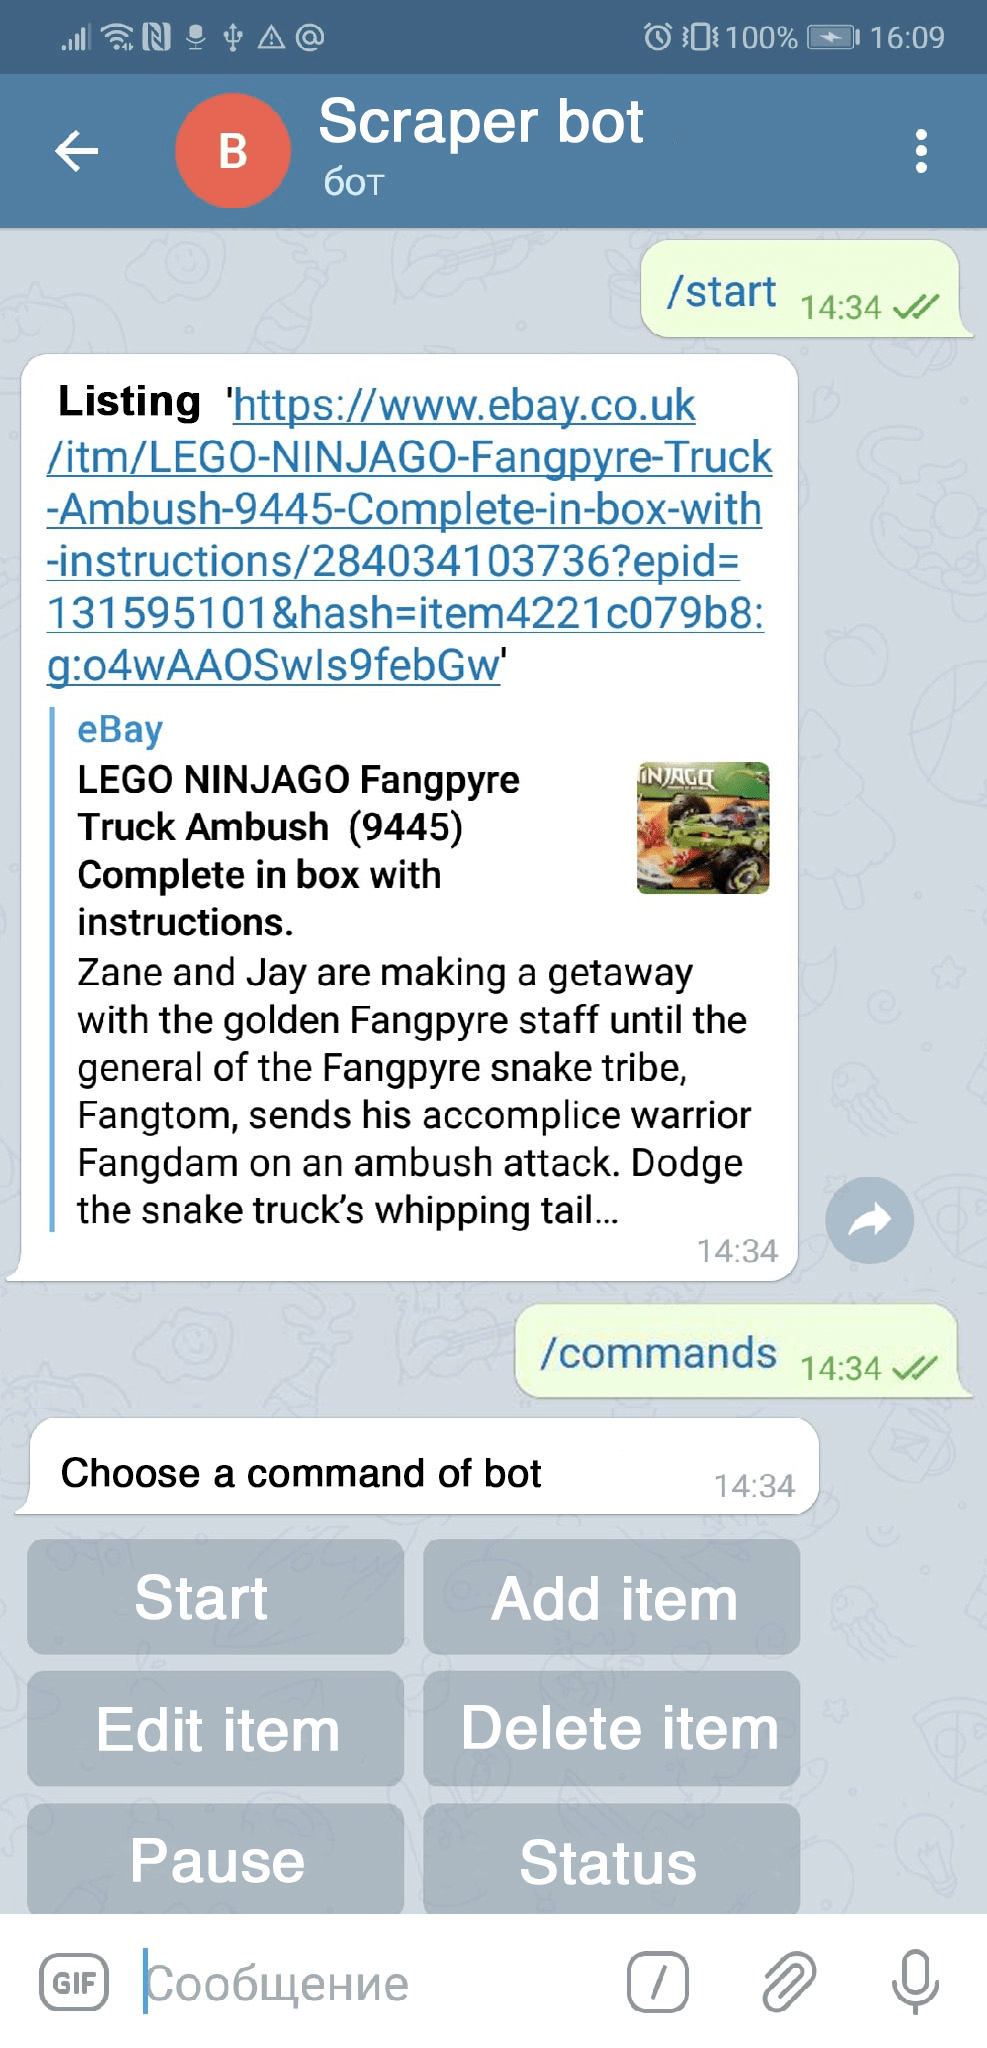 100% 16:09
B
Scraper bot
бот
/start 14:34
Listing 'https://www.ebay.co.uk
/itm/LEGO-NINJAGO-Fangpyre-Truck
-Ambush-9445-Complete-in-box-with
-instructions/284034103736?epid=
131595101&hash=item4221c079b8:
g:o4wAAOSwIs9febGw'
eBay
LEGO NINJAGO Fangpyre
Truck Ambush (9445)
Complete in box with
instructions.
NINJAGO
Zane and Jay are making a getaway
with the golden Fangpyre staff until the
general of the Fangpyre snake tribe,
Fangtom, sends his accomplice warrior
Fangdam on an ambush attack. Dodge
the snake truck’s whipping tail...
14:34
/commands 14:34
Choose a command of bot 14:34
Start Add item
Edit item Delete item
Pause Status
GIF Сообщение /